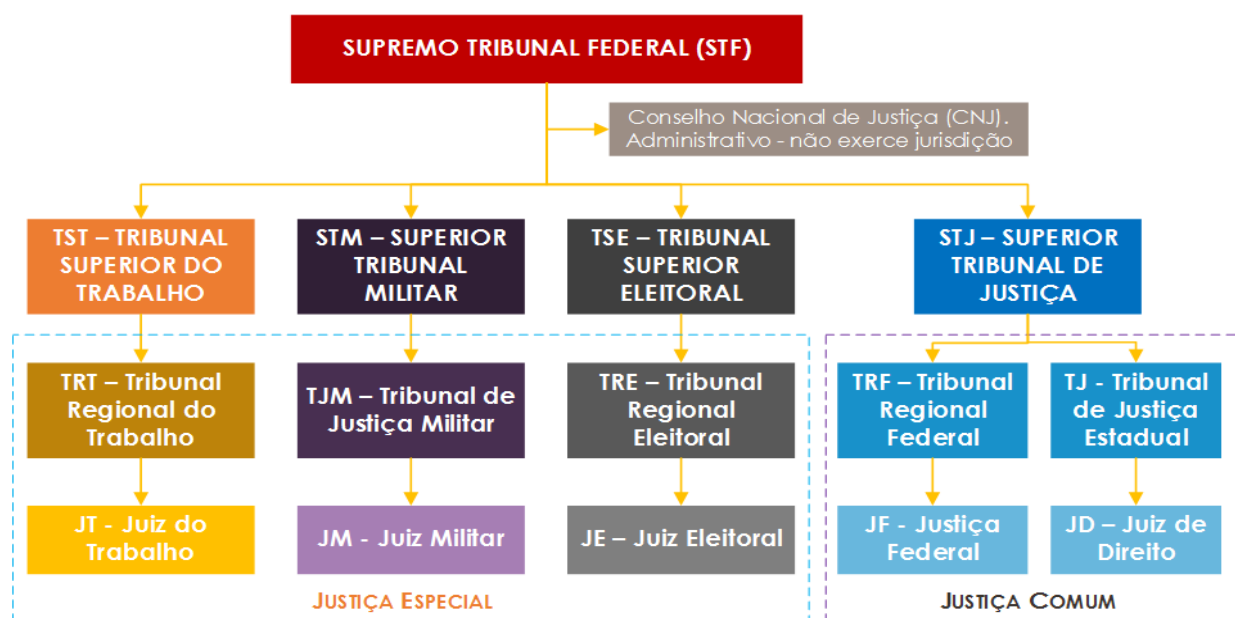 SUPREMO TRIBUNAL FEDERAL (STF)
Conselho Nacional de Justiça (CNJ).
Administrativo - não exerce jurisdição
TST – TRIBUNAL
SUPERIOR DO
TRABALHO
STM – SUPERIOR
TRIBUNAL
MILITAR
TSE – TRIBUNAL
SUPERIOR
ELEITORAL
STJ – SUPERIOR
TRIBUNAL DE
JUSTIÇA
TRT – Tribunal
Regional do
Trabalho
TJM – Tribunal de
Justiça Militar
TRE – Tribunal
Regional
Eleitoral
TRF – Tribunal
Regional
Federal
TJ - Tribunal
de Justiça
Estadual
JT - Juiz do
Trabalho
JM - Juiz Militar
JE – Juiz Eleitoral
JF - Justiça
Federal
JD – Juiz de
Direito
JUSTIÇA ESPECIAL
JUSTIÇA COMUM